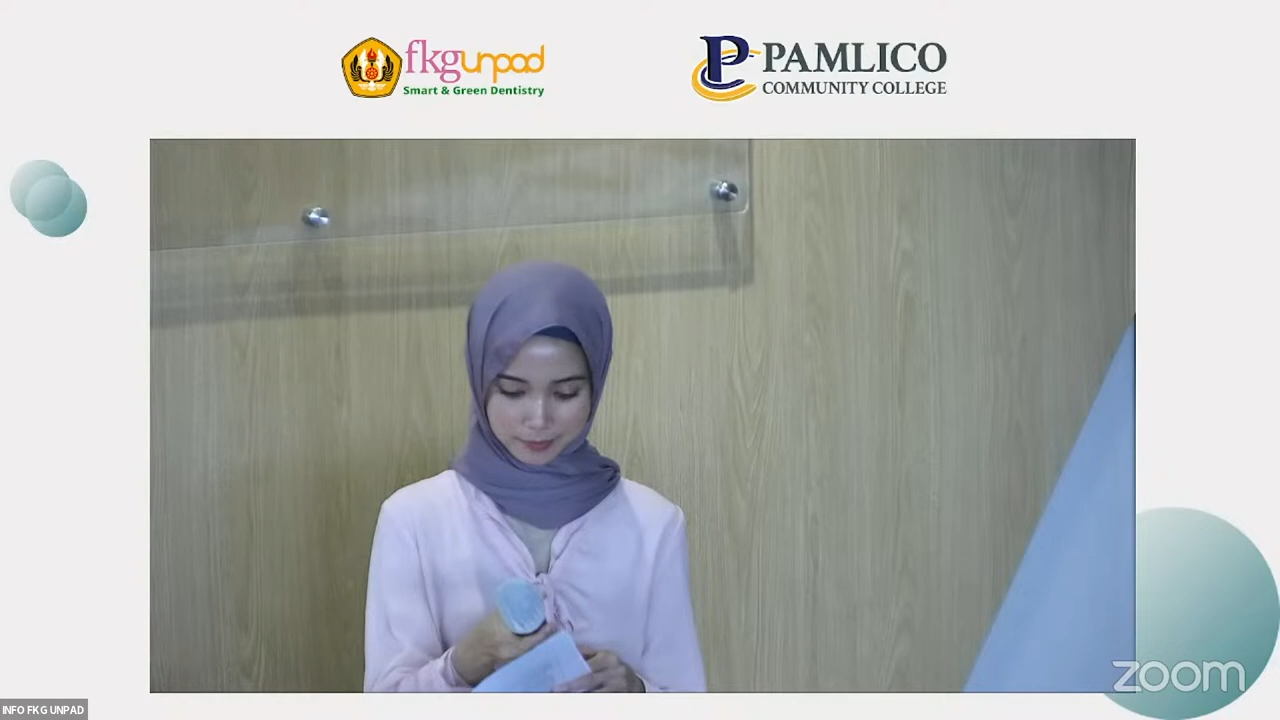 fkgunpad
Smart & Green Dentistry
PAMLICO
COMMUNITY COLLEGE
zoom
INFO FKG UNPAD